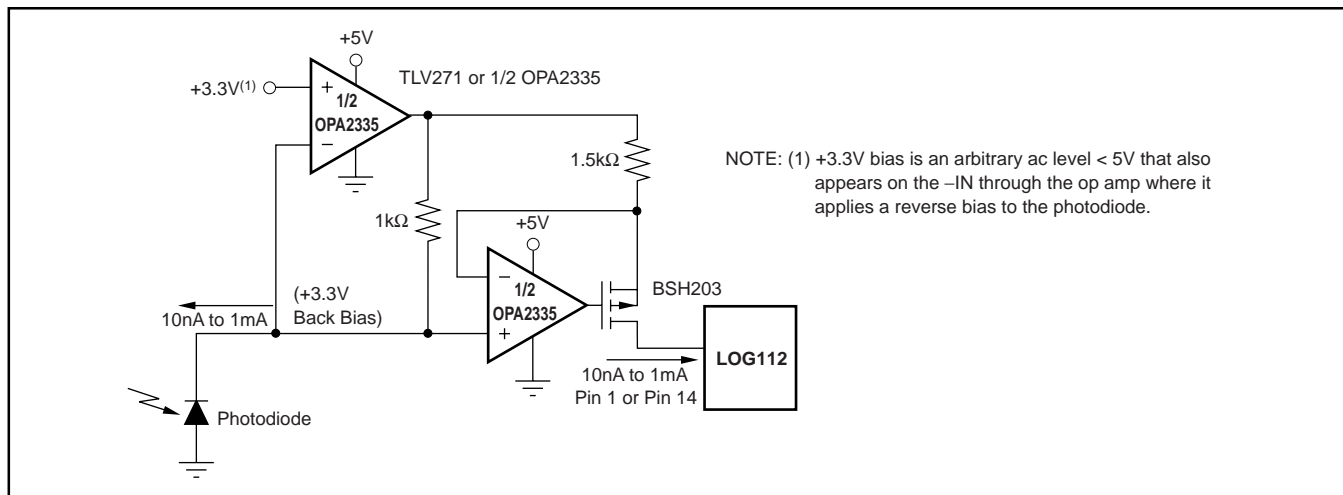 +5V
TLV271 or 1/2 OPA2335
+3.3V(1)
+
1/2
OPA2335
−
1.5kΩ
NOTE: (1) +3.3V bias is an arbitrary ac level < 5V that also
appears on the −IN through the op amp where it
applies a reverse bias to the photodiode.
1kΩ
+5V
−
1/2
OPA2335
+
BSH203
(+3.3V
Back Bias)
10nA to 1mA
LOG112
10nA to 1mA
Pin 1 or Pin 14
Photodiode